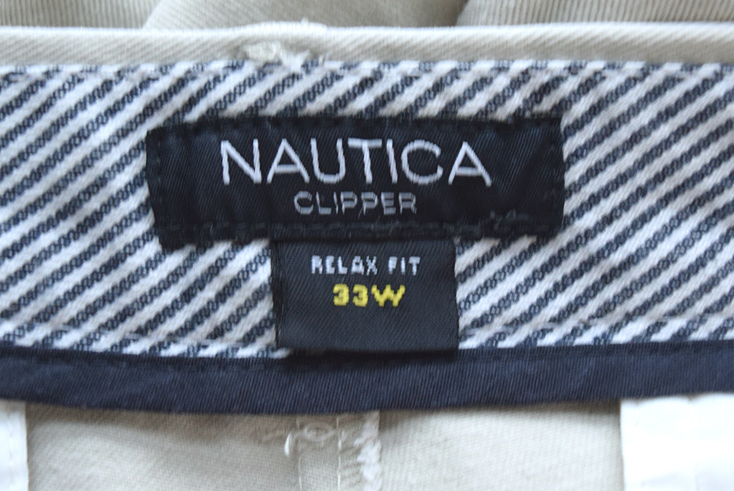 NAUTICA
CLIPPER
RELAX FIT
33W